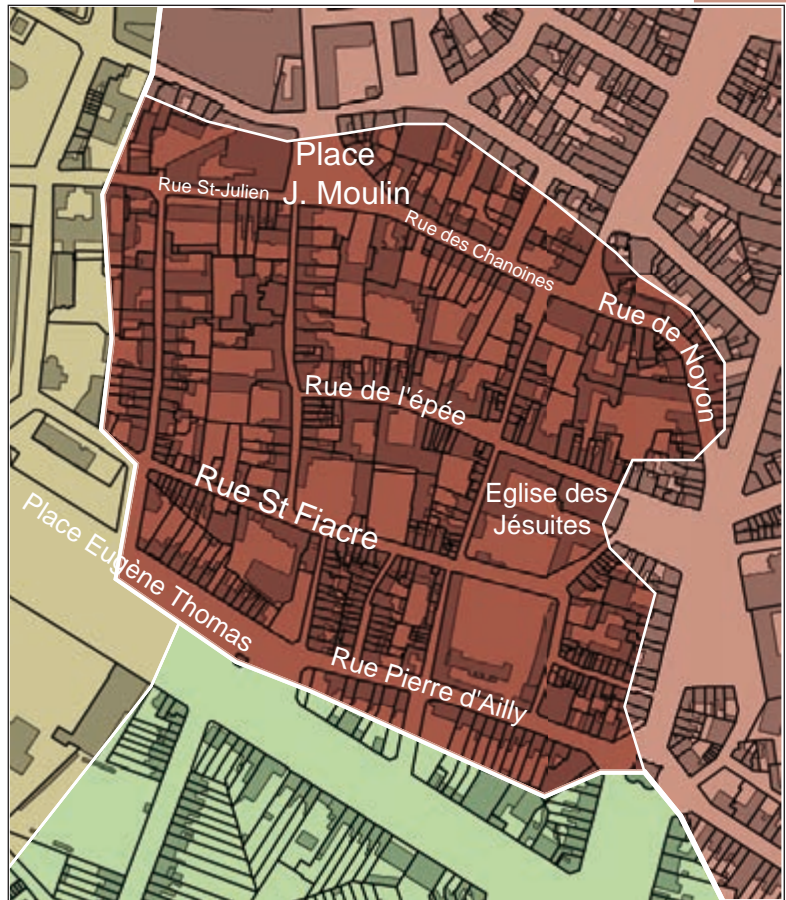 Place
J. Moulin
Rue St-Julien
Rue des Chanoines
Rue de Noyon
Rue de l'épée
Rue St Fiacre
Eglise des
Jésuites
Place Eugène Thomas
Rue Pierre d'Ailly